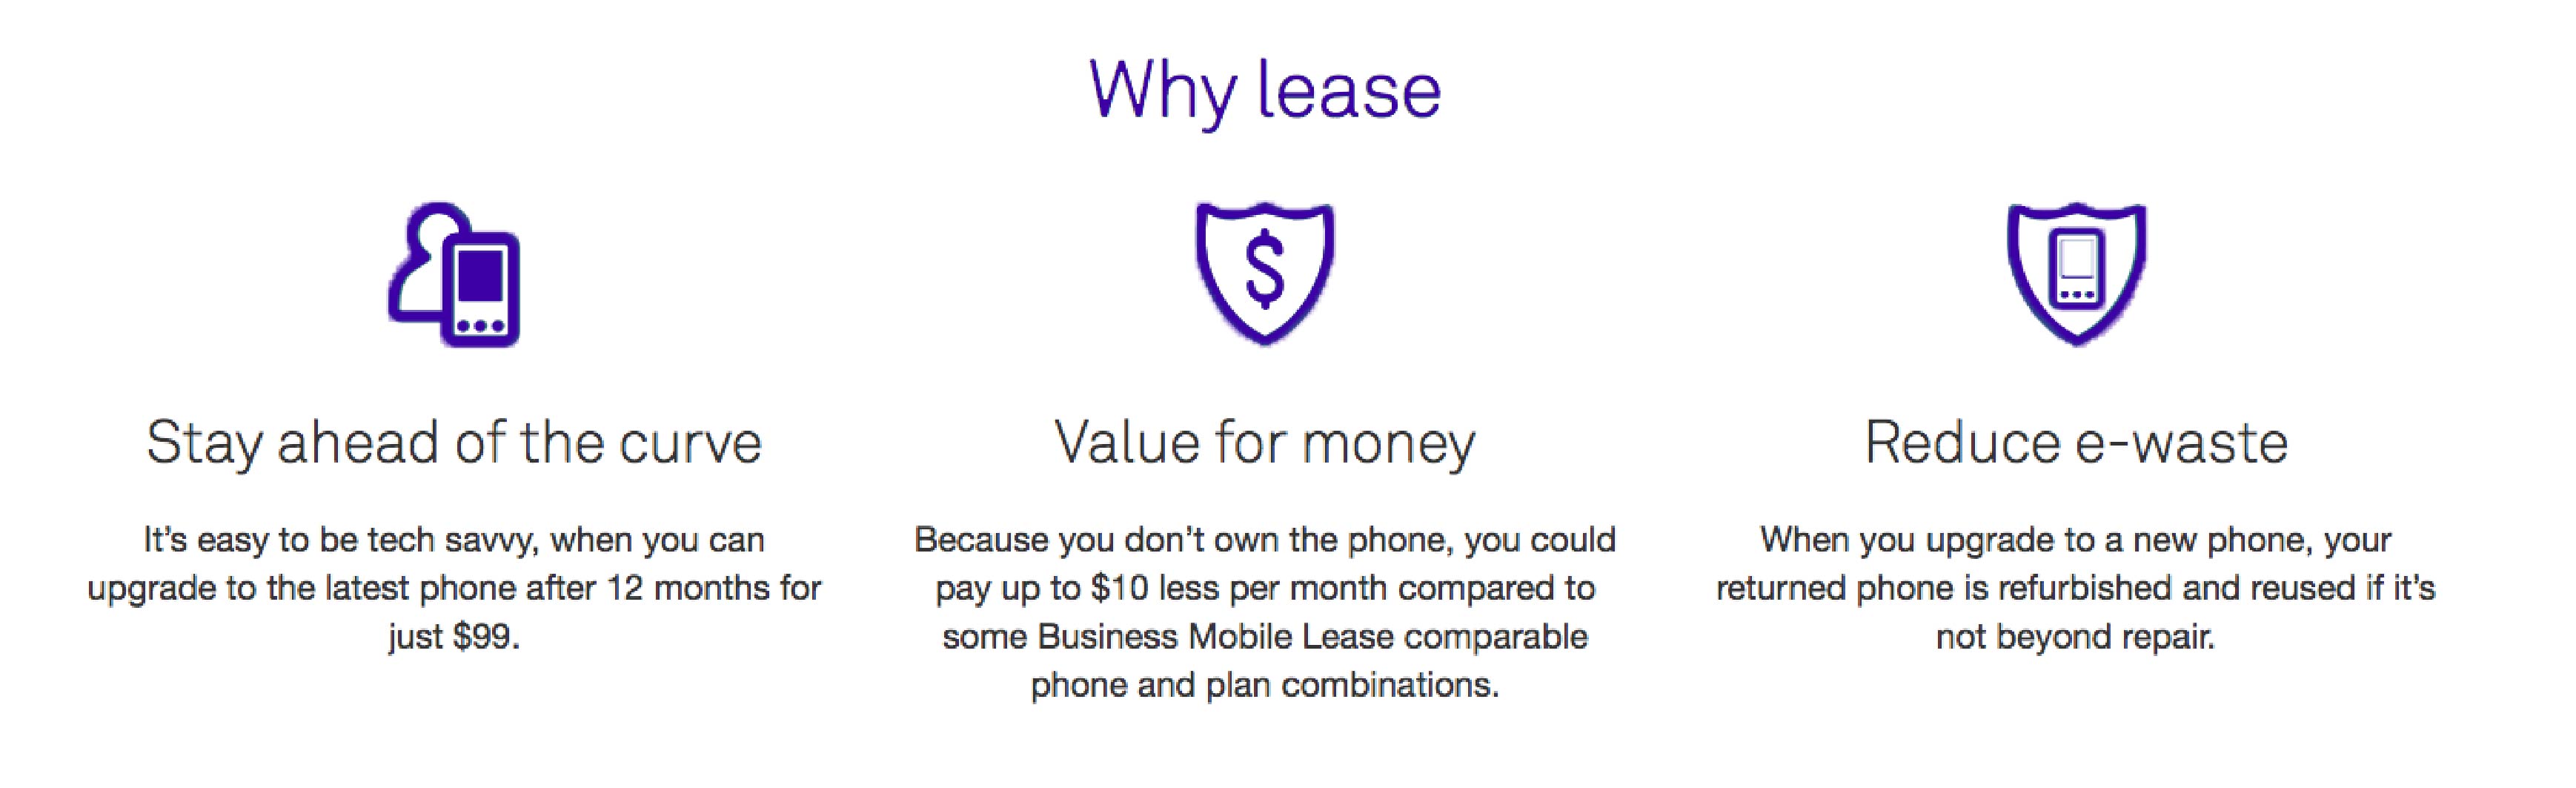 Why lease
$
Stay ahead of the curve
It's easy to be tech savvy, when you can
upgrade to the latest phone after 12 months for
just $99.
Value for money
Because you don't own the phone, you could
pay up to $10 less per month compared to
some Business Mobile Lease comparable
phone and plan combinations.
Reduce e-waste
When you upgrade to a new phone, your
returned phone is refurbished and reused if it's
not beyond repair.